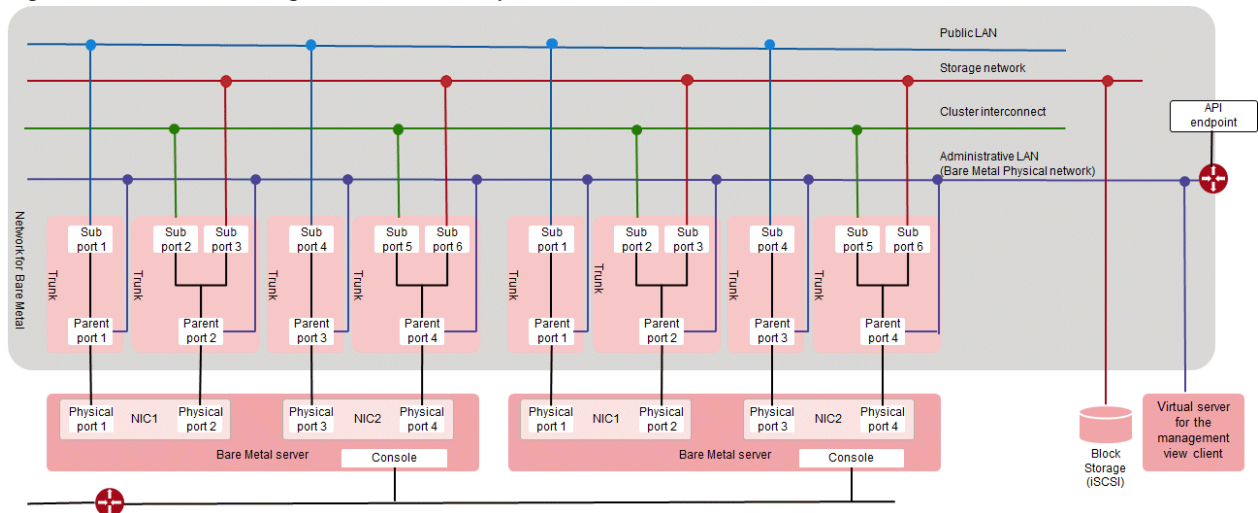 Public LAN
Storage network
Cluster interconnect
Administrative LAN
(Bare Metal Physical network)
API
endpoint
Network for Bare Metal
Sub
port 1
Trunk
Parent
port 1
Sub
port 2
Sub
port 3
Trunk
Parent
port 2
Sub
port 4
Trunk
Parent
port 3
Sub
port 5
Sub
port 6
Trunk
Parent
port 4
Sub
port 1
Trunk
Parent
port 1
Sub
port 2
Sub
port 3
Trunk
Parent
port 2
Sub
port 4
Trunk
Parent
port 3
Sub
port 5
Sub
port 6
Trunk
Parent
port 4
Physical
port 1
NIC1
Physical
port 2
Physical
port 3
NIC2
Physical
port 4
Bare Metal server
Console
Physical
port 1
NIC1
Physical
port 2
Physical
port 3
NIC2
Physical
port 4
Bare Metal server
Console
Block
Storage
(iSCSI)
Virtual server
for the
management
view client